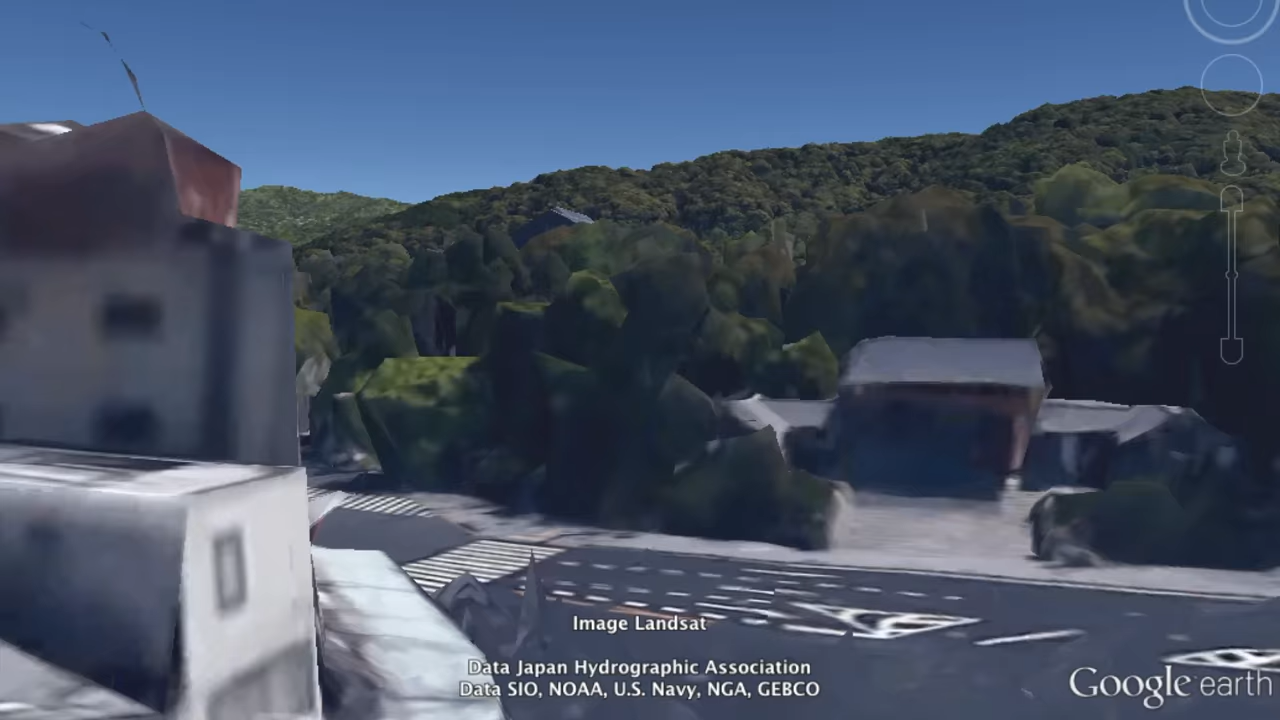 Image Landsat
Data Japan Hydrographic Association
Data SIO, NOAA, U.S. Navy, NGA, GEBCO
Google earth